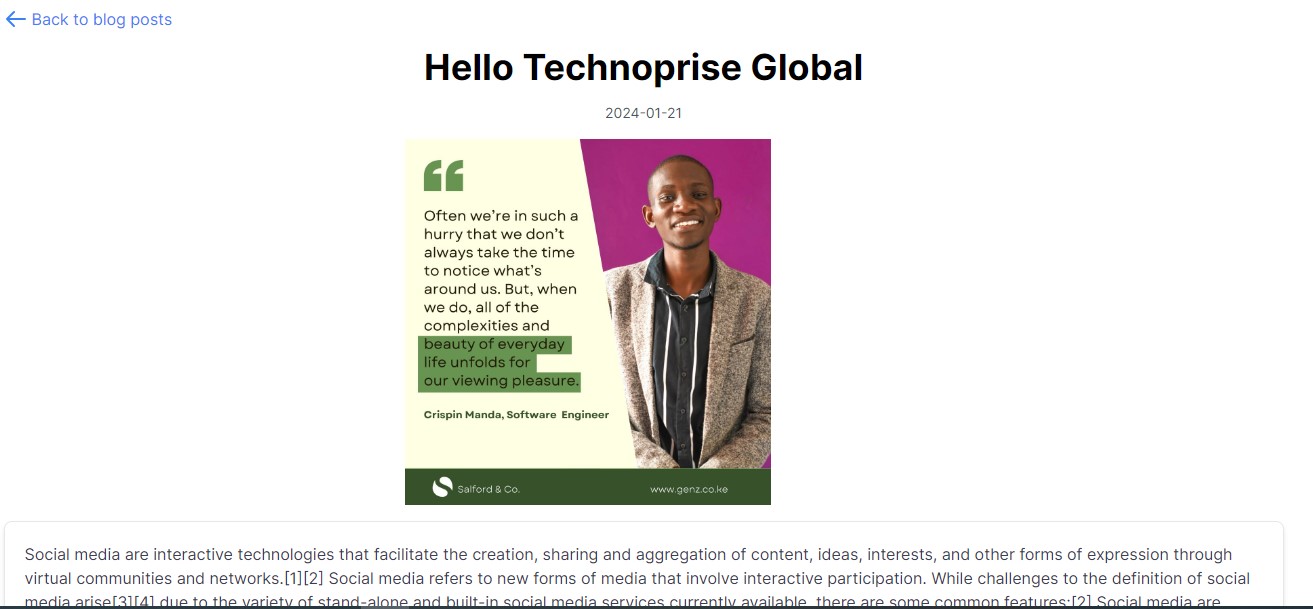 Back to blog posts
Hello Technoprise Global
2024-01-21
Often we’re in such a
hurry that we don’t
always take the time
to notice what’s
around us. But, when
we do, all of the
complexities and
beauty of everyday
life unfolds for
our viewing pleasure.
Crispin Manda, Software Engineer
Salford & Co.
www.genz.co.ke
Social media are interactive technologies that facilitate the creation, sharing and aggregation of content, ideas, interests, and other forms of expression through
virtual communities and networks.[1][2] Social media refers to new forms of media that involve interactive participation. While challenges to the definition of social
media arise[3][4] due to the variety of stand-alone and built-in social media services currently available, there are some common features:[2] Social media are